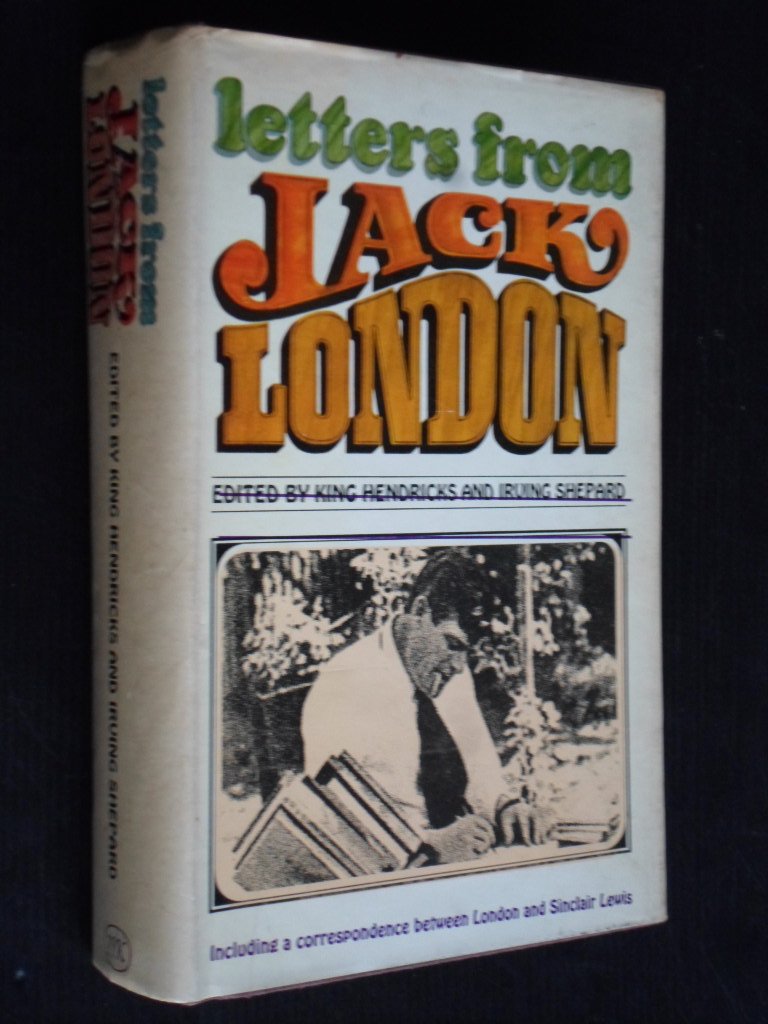 letters from
JACK
LONDON
EDITED BY KING HENDRICKS AND IRVING SHEPARD
Including a correspondence between London and Sinclair Lewis
letters from
JACK
LONDON
EDITED BY KING HENDRICKS AND IRVING SHEPARD